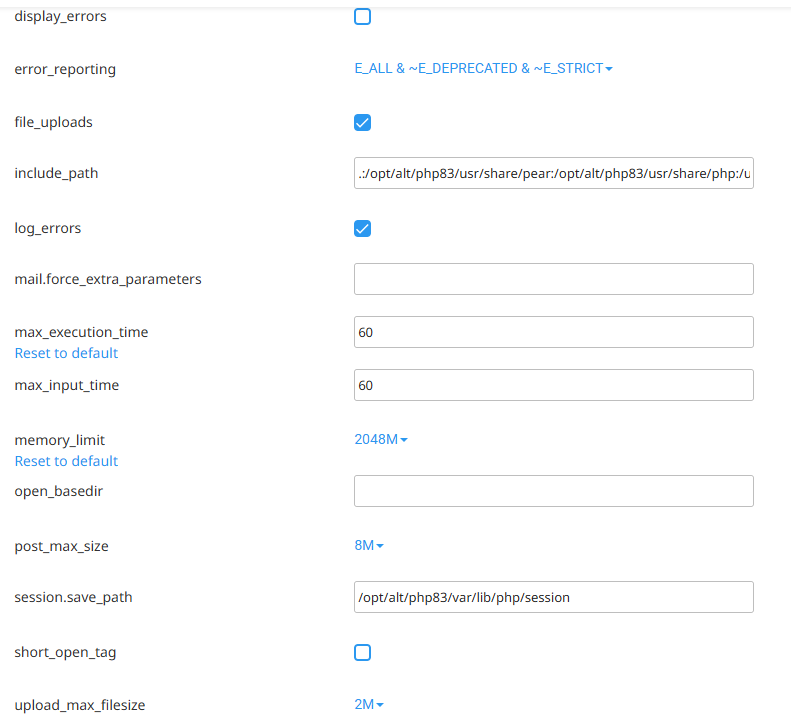 display_errors
error_reporting E_ALL & ~E_DEPRECATED & ~E_STRICT
file_uploads
include_path .:/opt/alt/php83/usr/share/pear:/opt/alt/php83/usr/share/php:/u
log_errors
mail.force_extra_parameters
max_execution_time 60
Reset to default
max_input_time 60
memory_limit 2048M
Reset to default
open_basedir
post_max_size 8M
session.save_path /opt/alt/php83/var/lib/php/session
short_open_tag
upload_max_filesize 2M